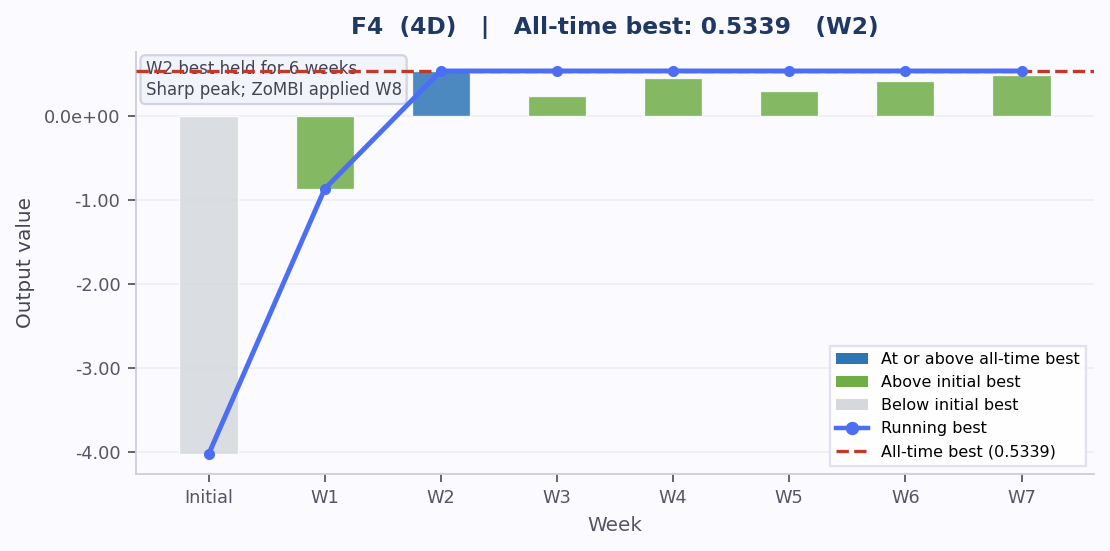 F4 (4D) | All-time best: 0.5339 (W2)
W2 best held for 6 weeks
Sharp peak; ZoMBI applied W8
Output value
0.0e+00
-1.00
-2.00
-3.00
-4.00
At or above all-time best
Above initial best
Below initial best
Running best
All-time best (0.5339)
Initial W1 W2 W3 W4 W5 W6 W7
Week